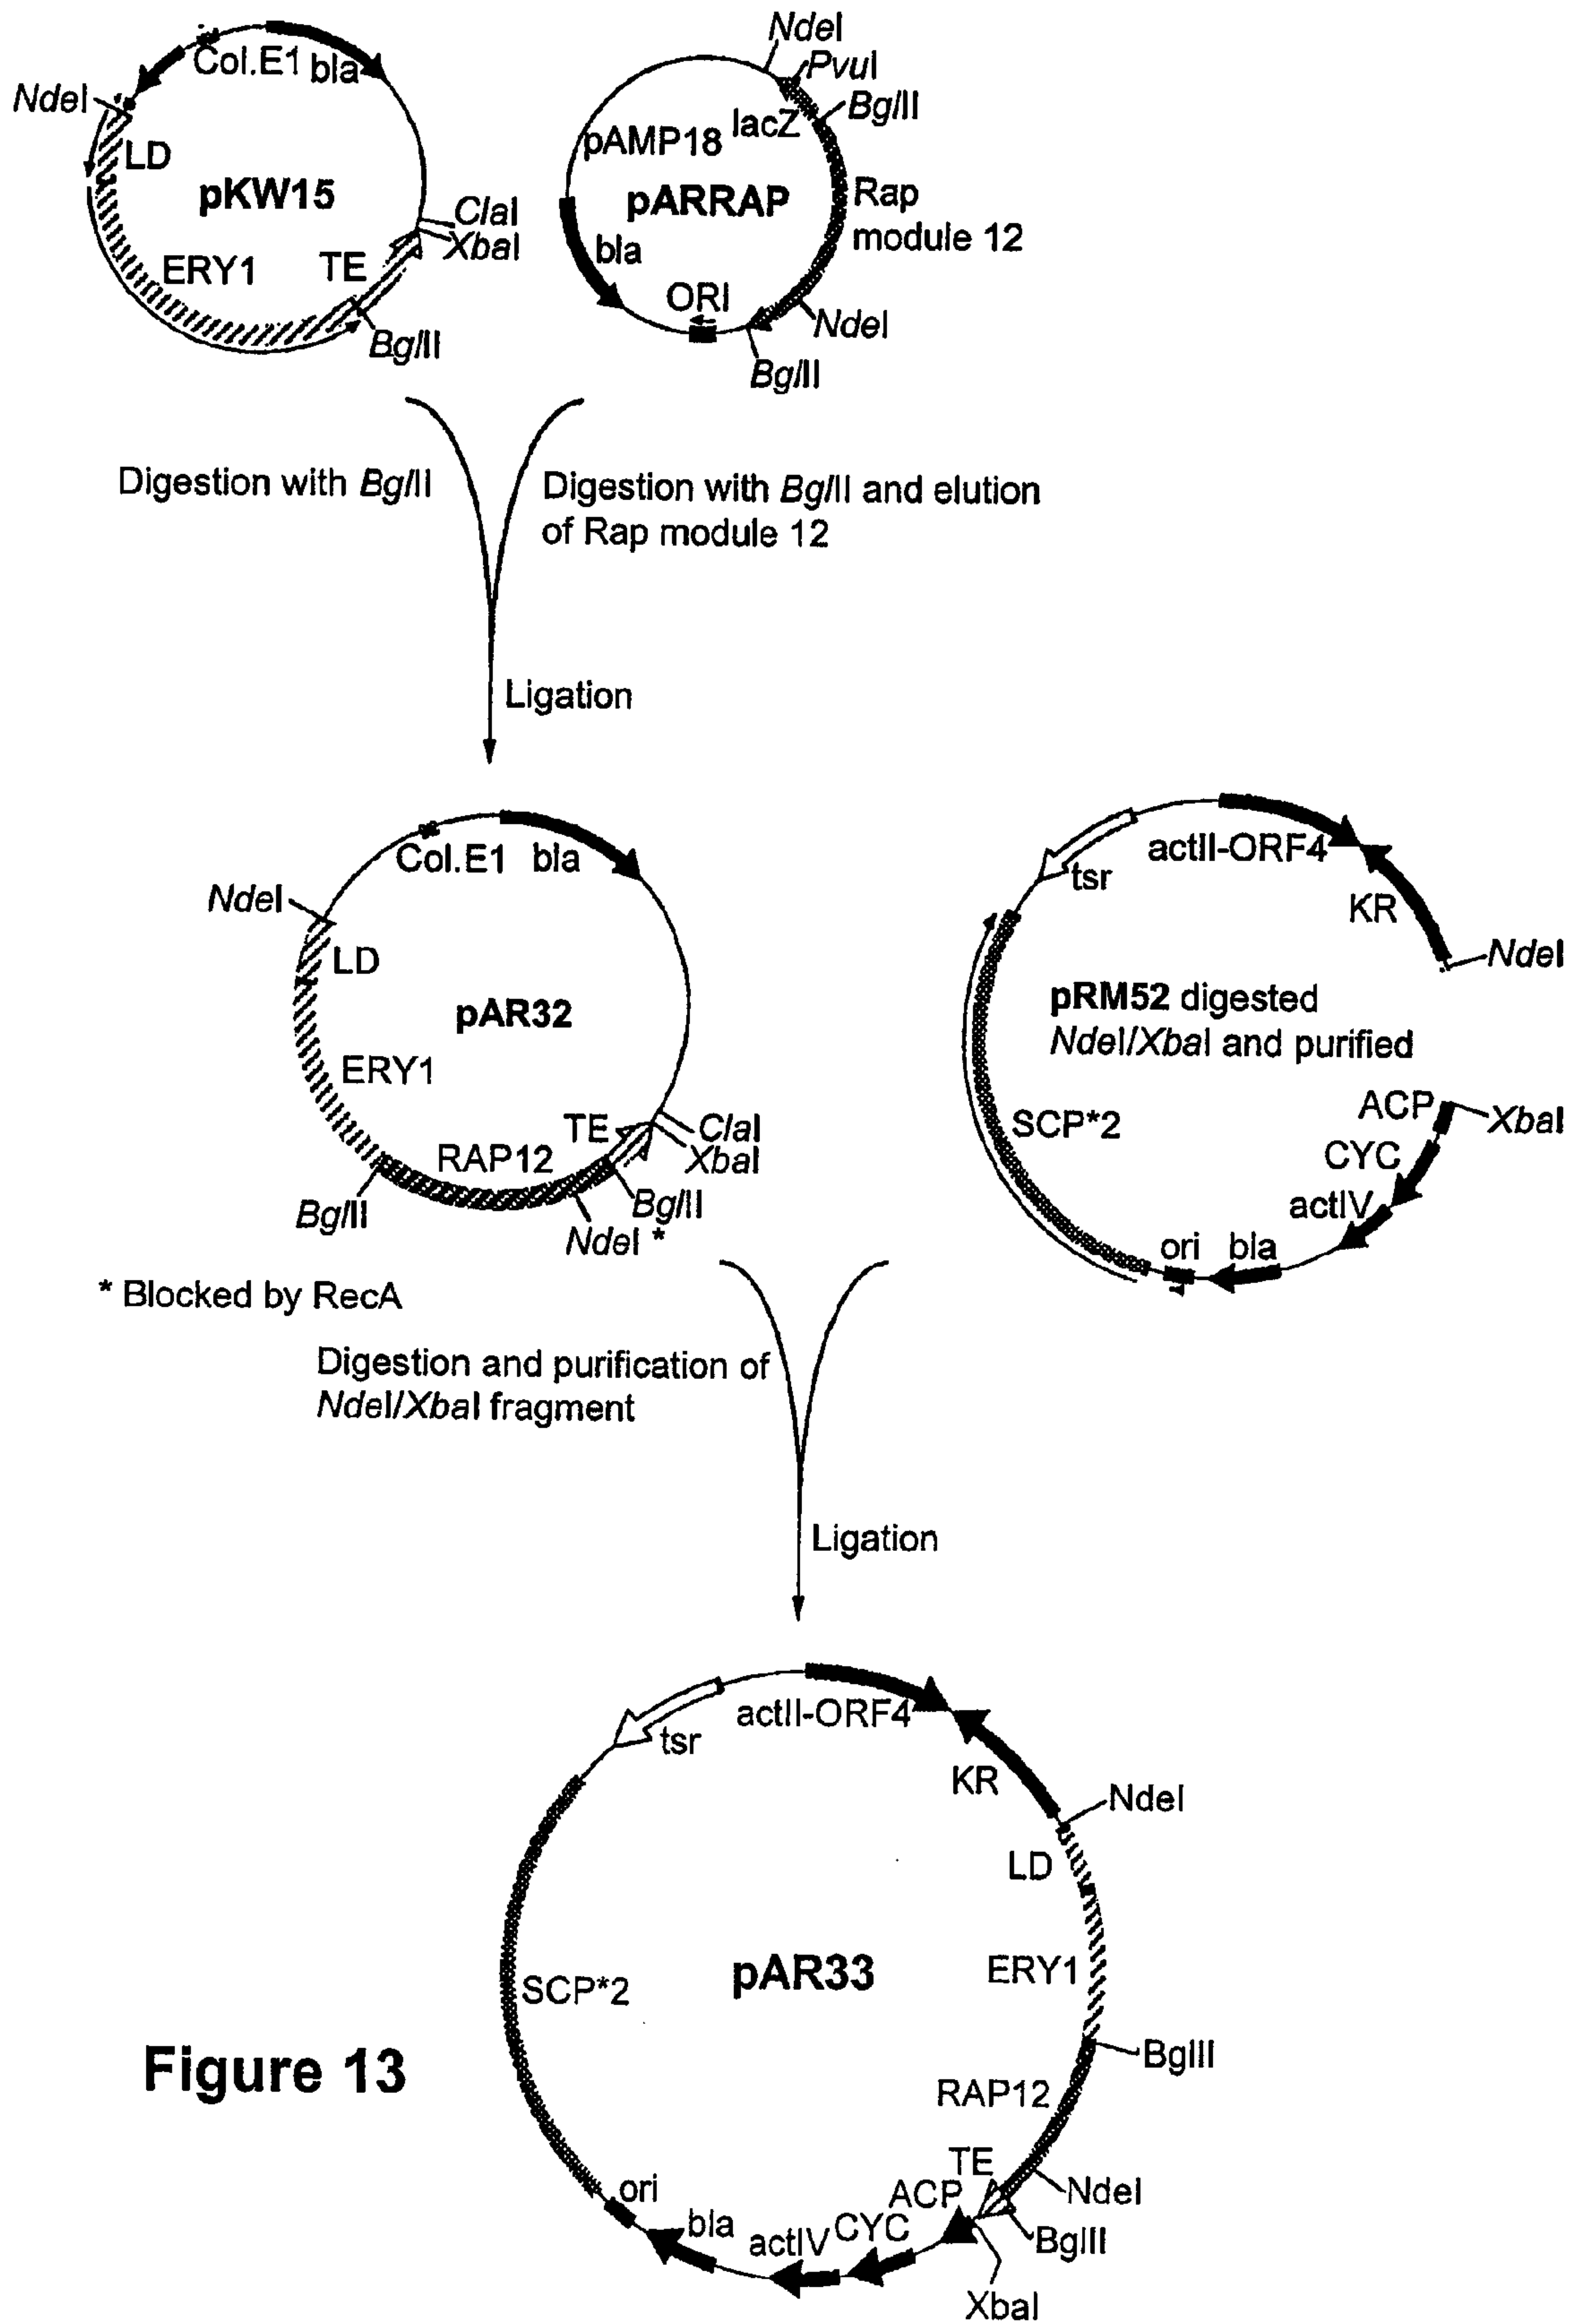 Col.E1
bla
NdeI
LD
pKW15
ClaI
XbaI
ERY1
TE
BglII
NdeI
PvuI
BglII
lacZ
pAMP18
pARRAP
Rap
module 12
bla
ORI
NdeI
BglII
Digestion with BglII
Digestion with BglII and elution
of Rap module 12
Ligation
Col.E1
bla
NdeI
LD
pAR32
ERY1
TE
ClaI
XbaI
RAP12
BglII
BglII
NdeI *
* Blocked by RecA
actII-ORF4
tsr
KR
NdeI
pRM52 digested
NdeI/XbaI and purified
ACP
XbaI
SCP*2
CYC
actIV
ori
bla
Digestion and purification of
NdeI/XbaI fragment
Ligation
actII-ORF4
tsr
KR
NdeI
LD
pAR33
ERY1
SCP*2
BglII
RAP12
TE
NdeI
ACP
ori
bla
CYC
actIV
BglII
XbaI
Figure 13